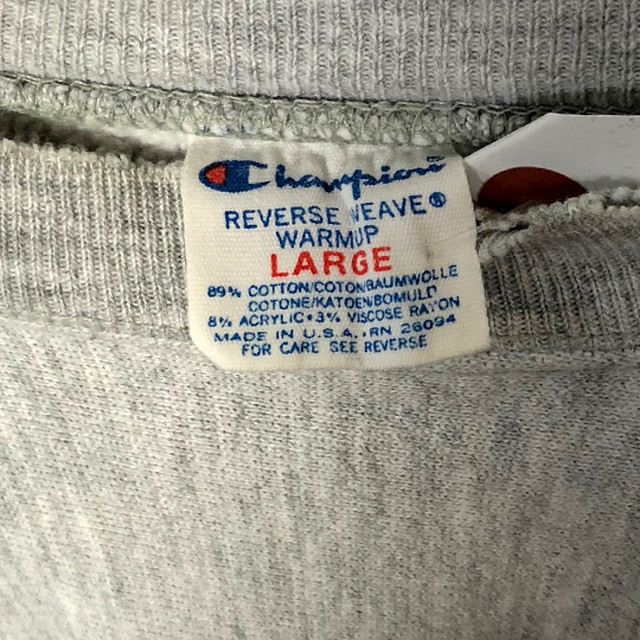 Champion®
REVERSE WEAVE®
WARMUP
LARGE
89% COTTON/COTON/BAUMWOLLE
COTONE/KATOEN/BOMULD
8% ACRYLIC•3% VISCOSE RAYON
MADE IN U.S.A.•RN 26094
FOR CARE SEE REVERSE